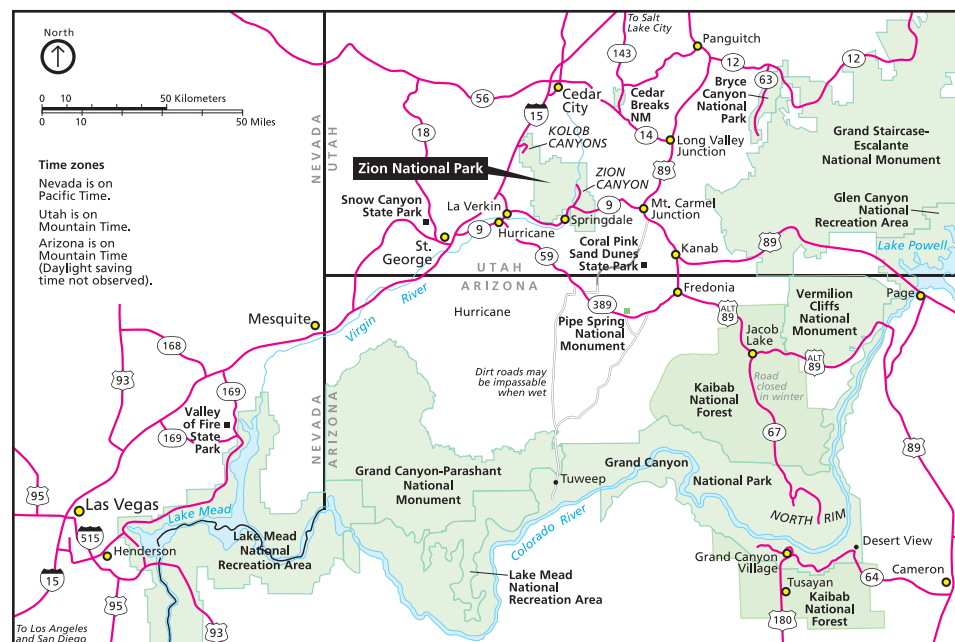 North
0 10 50 Kilometers
0 10 50 Miles
Time zones
Nevada is on
Pacific Time.
Utah is on
Mountain Time.
Arizona is on
Mountain Time
(Daylight saving
time not observed).
To Salt
Lake City
Panguitch
143
12
12
63
Bryce
Canyon
National
Park
56
Cedar
City
15
Cedar
Breaks
NM
14
Long Valley
Junction
18
KOLOB
CANYONS
NEVADA
UTAH
Grand Staircase-
Escalante
National Monument
Zion National Park
ZION
CANYON
89
Snow Canyon
State Park
La Verkin
9
Mt. Carmel
Junction
Glen Canyon
National
Recreation Area
9
Hurricane
Springdale
St.
George
Coral Pink
Sand Dunes
State Park
Kanab
89
Lake Powell
59
UTAH
ARIZONA
Virgin
River
Hurricane
389
Fredonia
Page
Mesquite
Pipe Spring
National
Monument
ALT
89
Vermilion
Cliffs
National
Monument
Jacob
Lake
ALT
89
168
93
Dirt roads may
be impassable
when wet
Road
closed
in winter
169
Kaibab
National
Forest
Valley
of Fire
State
Park
169
NEVADA
ARIZONA
67
89
Grand Canyon-Parashant
National
Monument
Grand Canyon
National Park
Tuweep
95
Las Vegas
Lake Mead
Colorado River
NORTH RIM
515
Henderson
Lake Mead
National
Recreation Area
Desert View
Grand Canyon
Village
15
Lake Mead
National
Recreation Area
64
Cameron
Tusayan
Kaibab
National
Forest
95
93
180
To Los Angeles
and San Diego